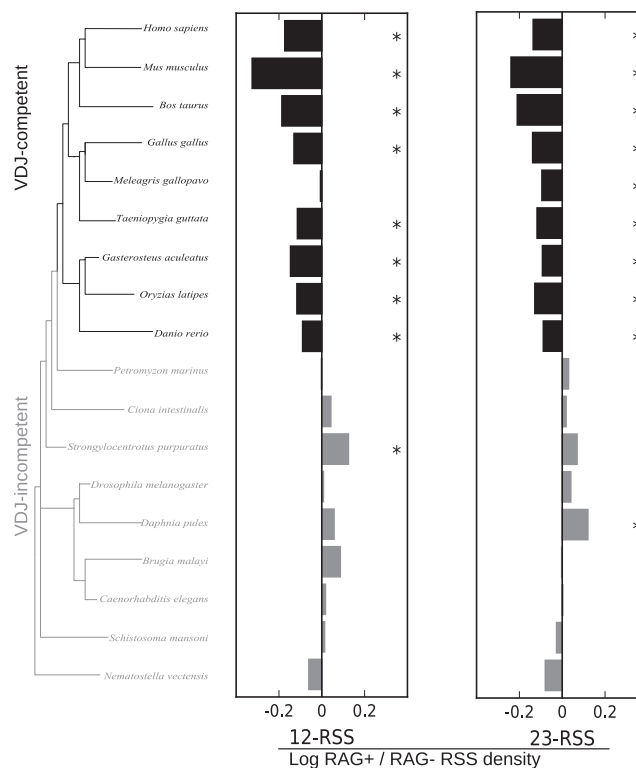 VDJ-competent
VDJ-incompetent
Homo sapiens
Mus musculus
Bos taurus
Gallus gallus
Meleagris gallopavo
Taeniopygia guttata
Gasterosteus aculeatus
Oryzias latipes
Danio rerio
Petromyzon marinus
Ciona intestinalis
Strongylocentrotus purpuratus
Drosophila melanogaster
Daphnia pulex
Brugia malayi
Caenorhabditis elegans
Schistosoma mansoni
Nematostella vectensis
*
*
*
*
*
*
*
*
*
-0.2 0 0.2 -0.2 0 0.2
12-RSS 23-RSS
Log RAG+ / RAG- RSS density